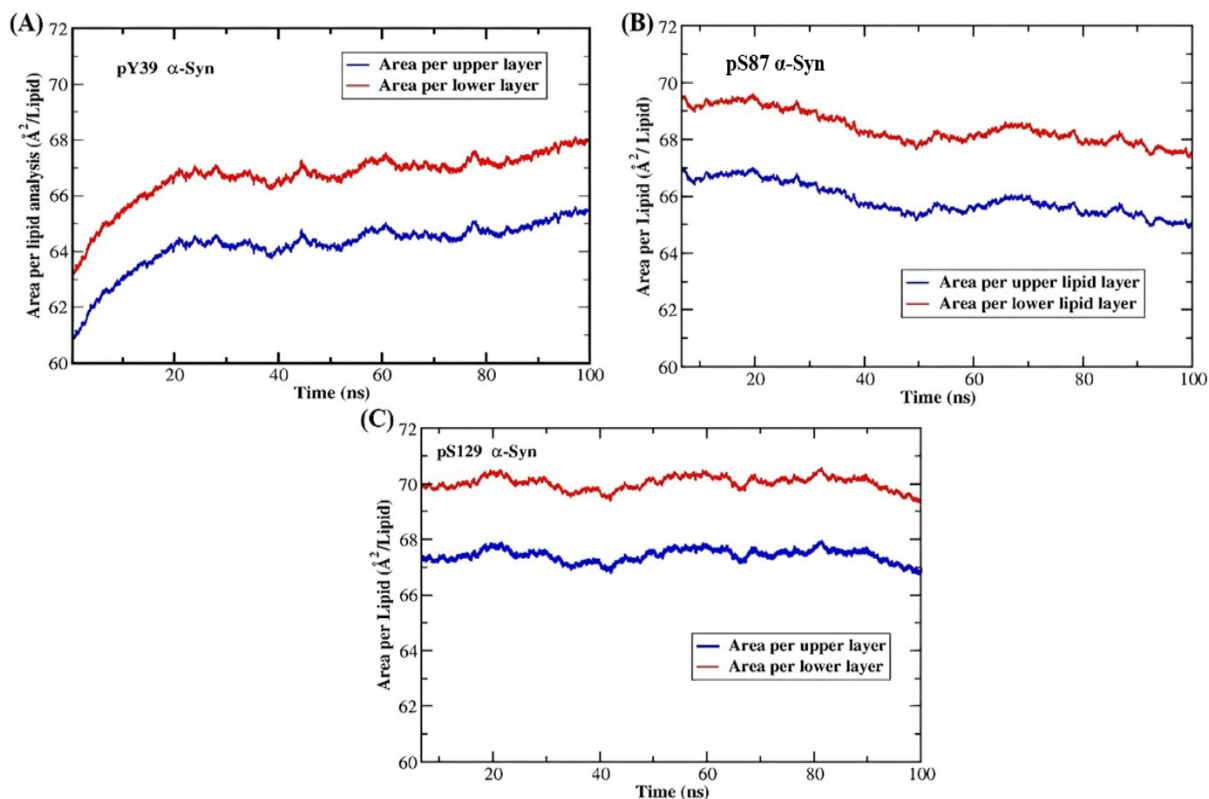 (A)
72
70
68
66
64
62
60
Area per lipid analysis (Å²/Lipid)
pY39 α-Syn
Area per upper layer
Area per lower layer
20
40
60
80
100
Time (ns)
(B)
72
70
68
66
64
62
60
Area per Lipid (Å²/ Lipid)
pS87 α-Syn
Area per upper lipid layer
Area per lower lipid layer
20
40
60
80
100
Time (ns)
(C)
72
70
68
66
64
62
60
Area per Lipid (Å²/Lipid)
pS129 α-Syn
Area per upper layer
Area per lower layer
20
40
60
80
100
Time (ns)